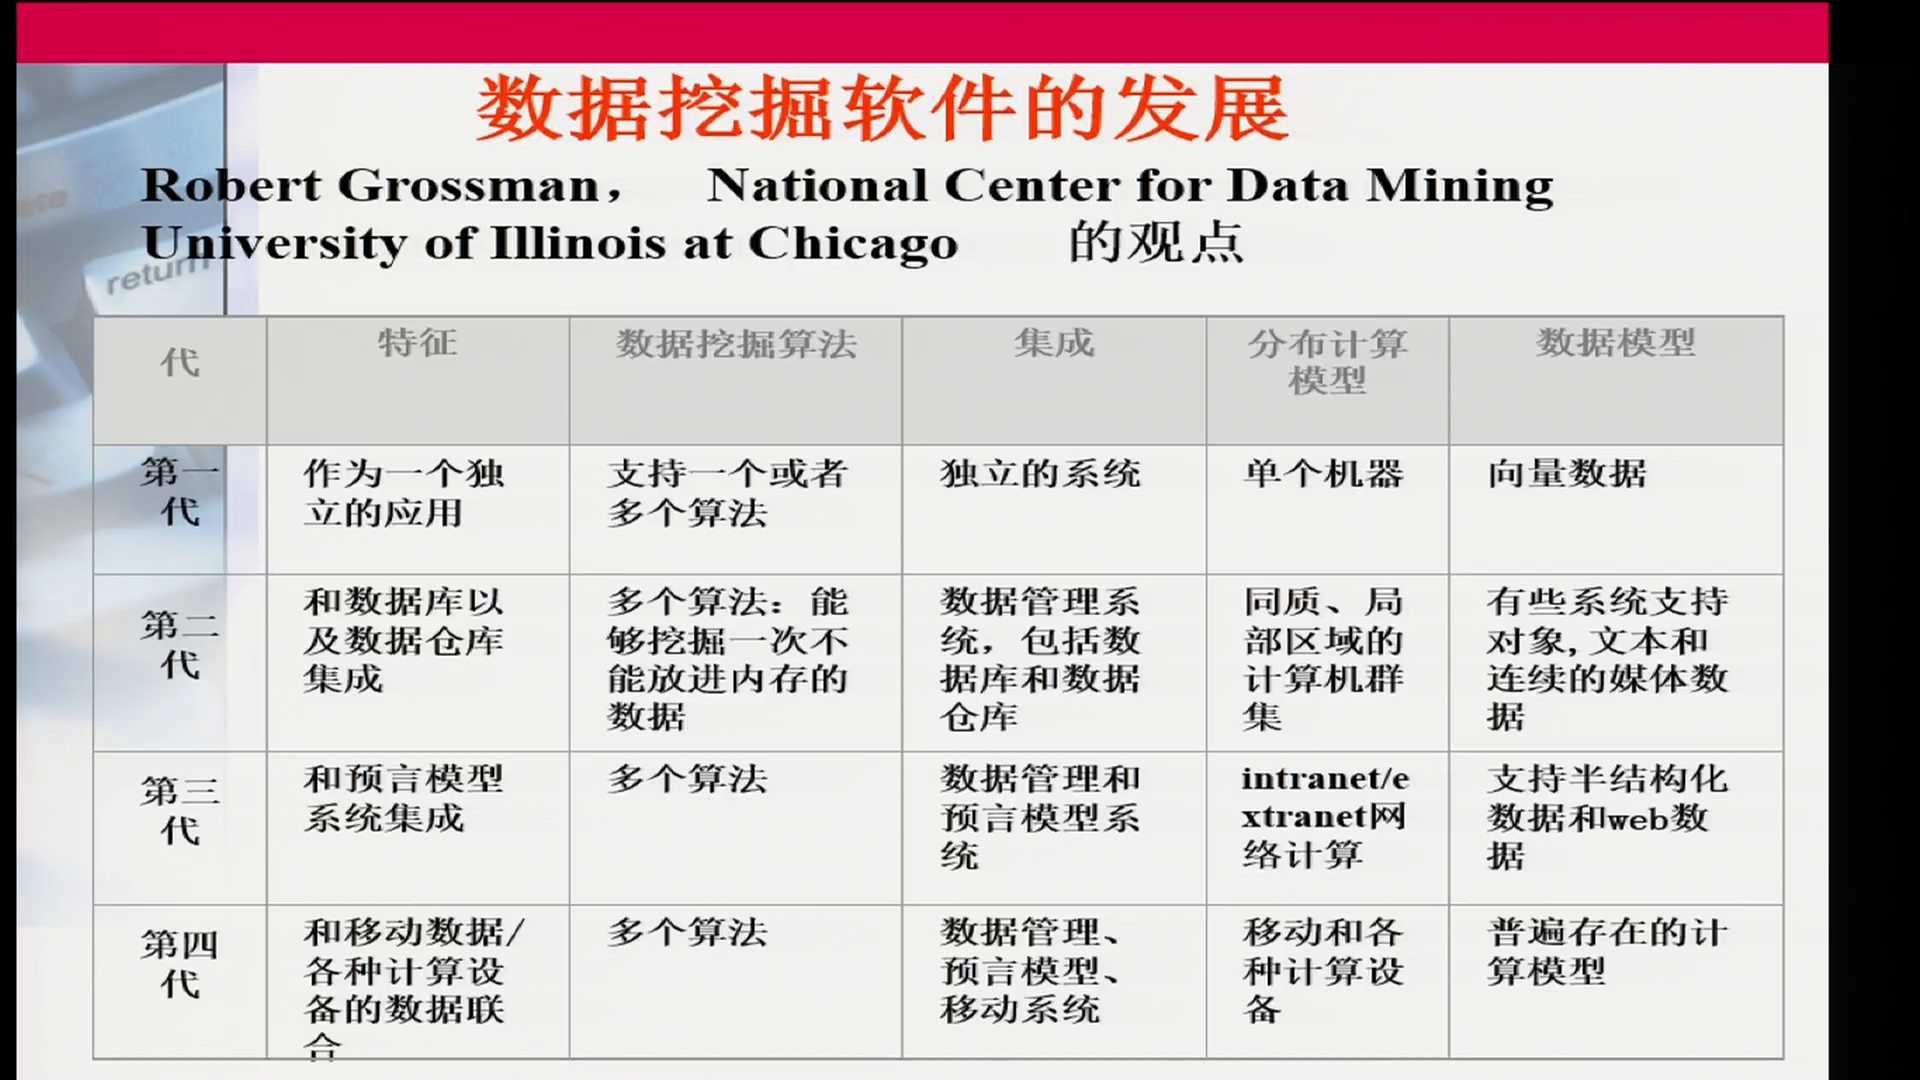 数据挖掘软件的发展
Robert Grossman， National Center for Data Mining
University of Illinois at Chicago 的观点
return
代 特征 数据挖掘算法 集成 分布计算 数据模型
模型
第一 作为一个独 支持一个或者 独立的系统 单个机器 向量数据
代 立的应用 多个算法
第二 和数据库以 多个算法：能 数据管理系 同质、局 有些系统支持
代 及数据仓库 够挖掘一次不 统，包括数 部区域的 对象,文本和
集成 能放进内存的 据库和数据 计算机群 连续的媒体数
数据 仓库 集 据
第三 和预言模型 多个算法 数据管理和 intranet/e 支持半结构化
代 系统集成 预言模型系 xtranet网 数据和web数
统 络计算 据
第四 和移动数据/ 多个算法 数据管理、 移动和各 普遍存在的计
代 各种计算设 预言模型、 种计算设 算模型
备的数据联 移动系统 备
合